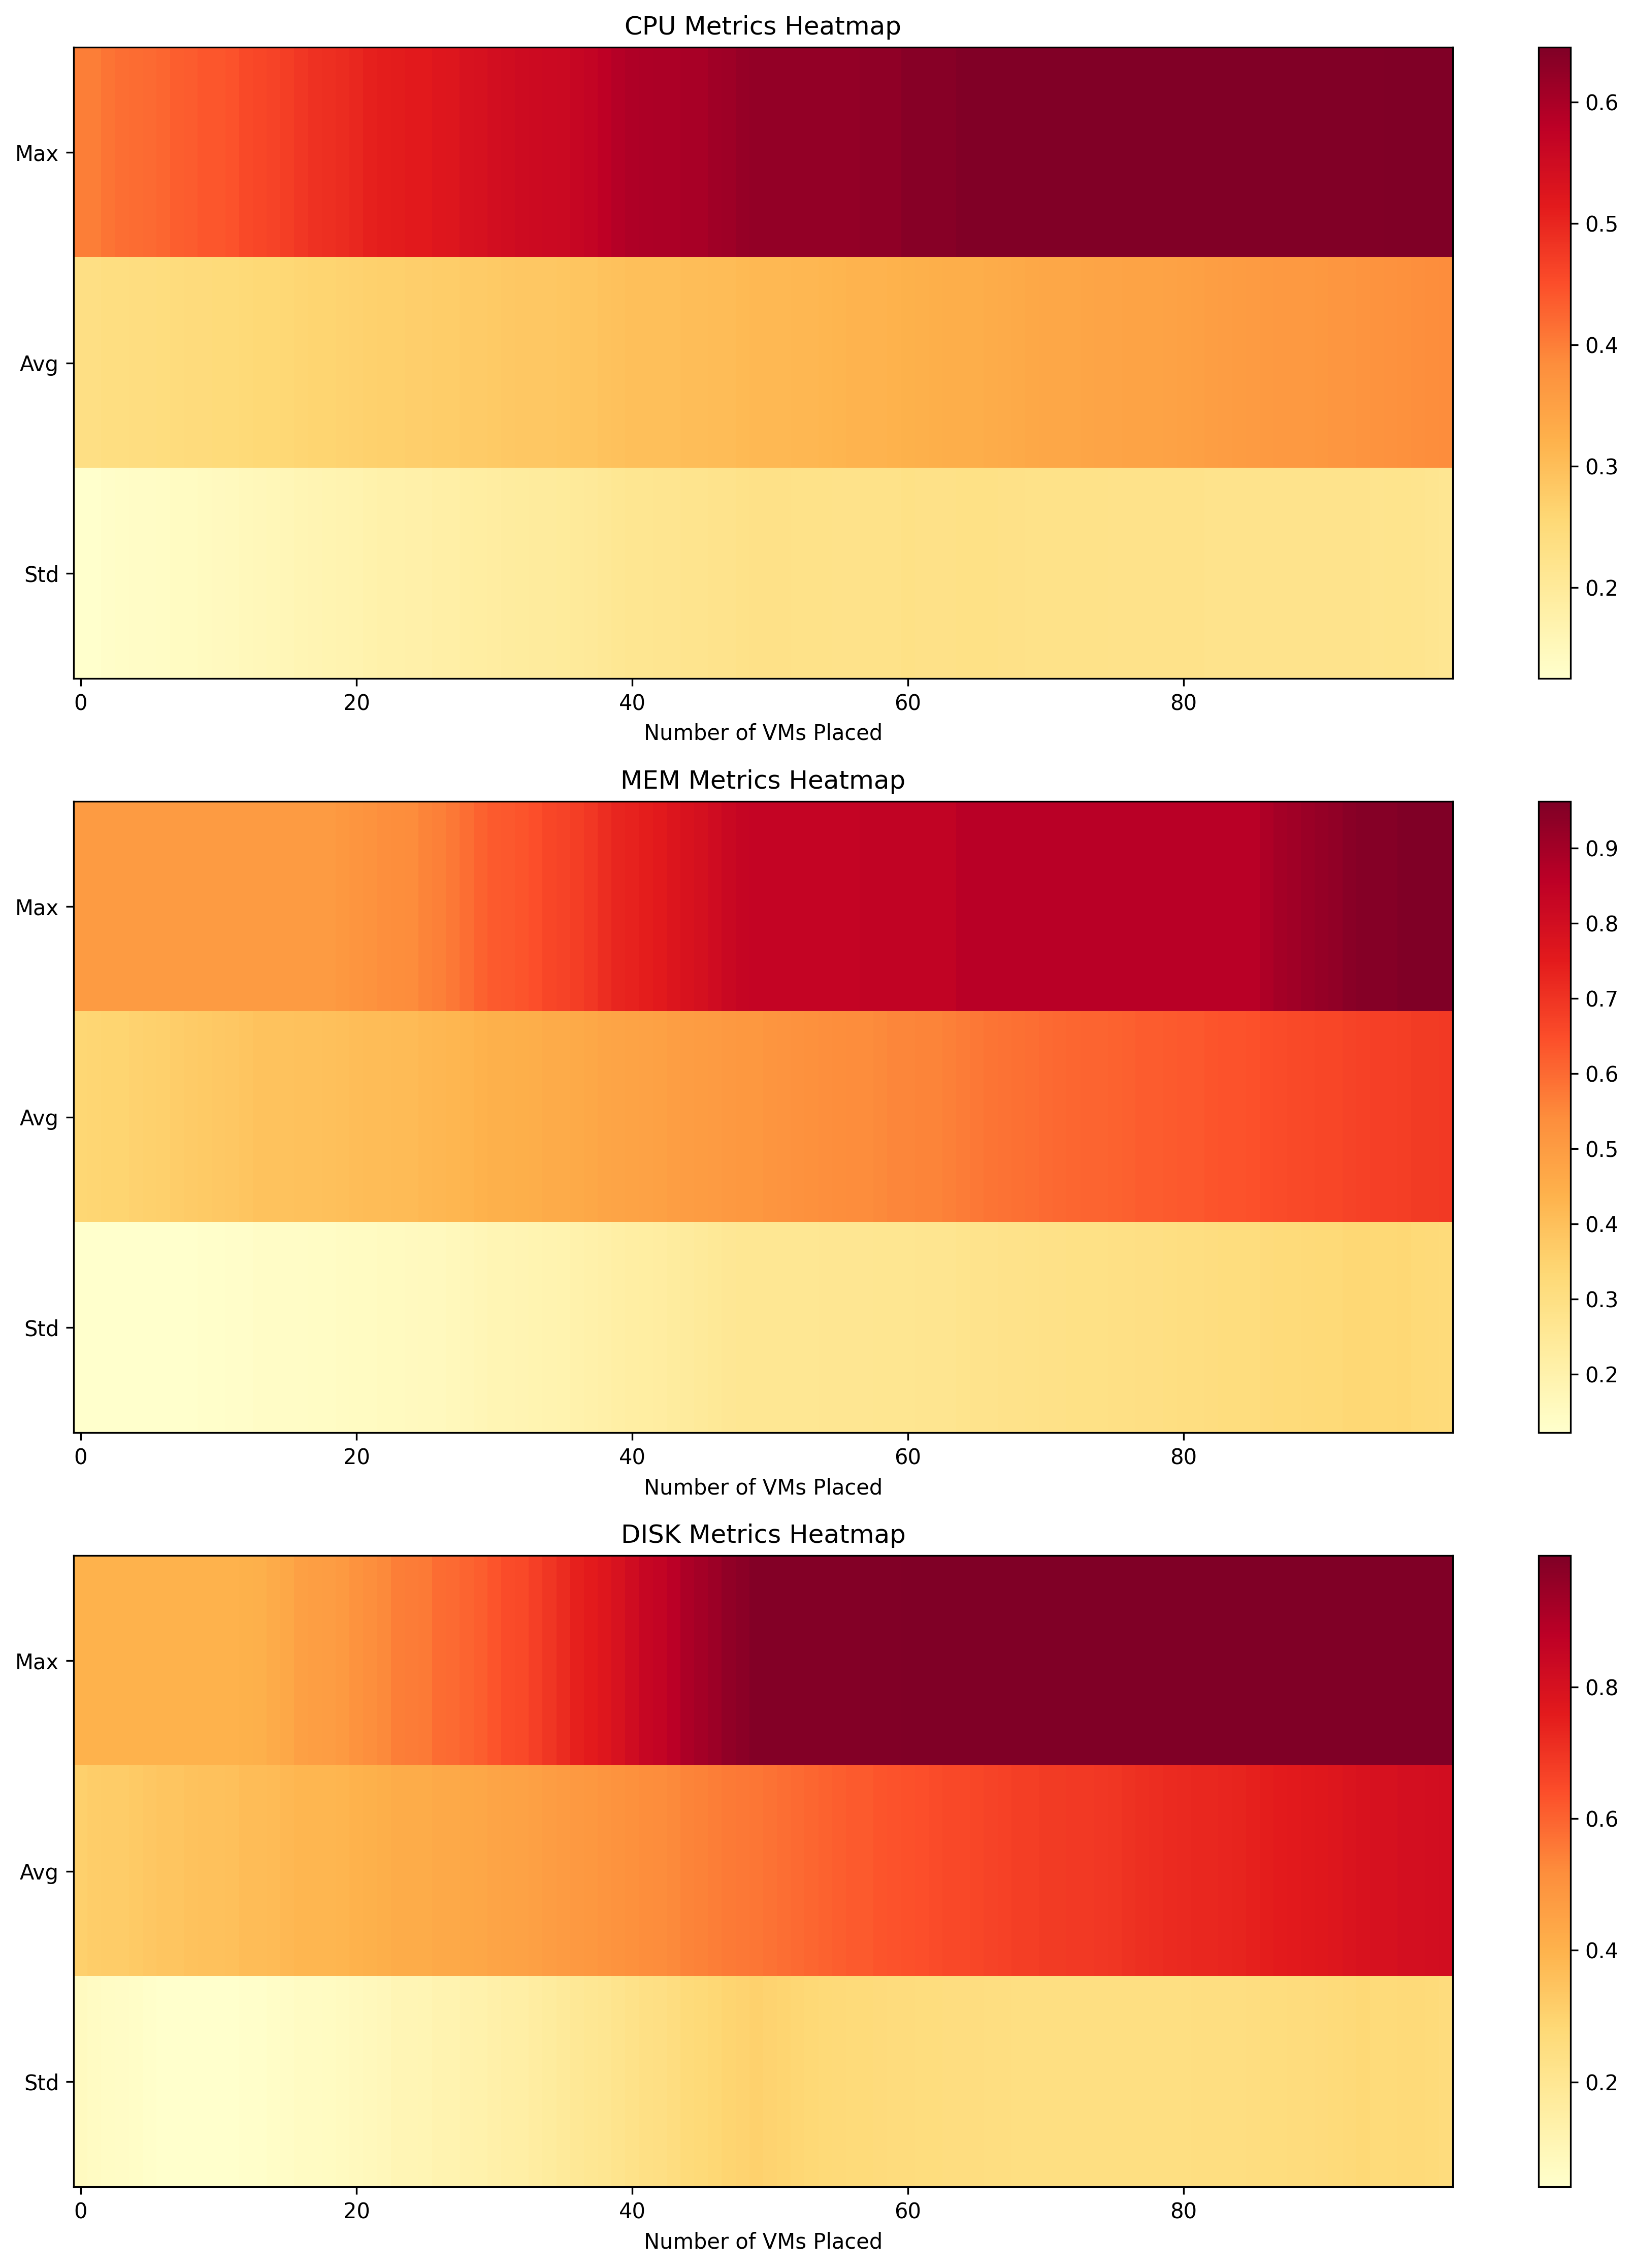 CPU Metrics Heatmap
Max
Avg
Std
0 20 40 60 80
Number of VMs Placed
0.6
0.5
0.4
0.3
0.2
MEM Metrics Heatmap
Max
Avg
Std
0 20 40 60 80
Number of VMs Placed
0.9
0.8
0.7
0.6
0.5
0.4
0.3
0.2
DISK Metrics Heatmap
Max
Avg
Std
0 20 40 60 80
Number of VMs Placed
0.8
0.6
0.4
0.2